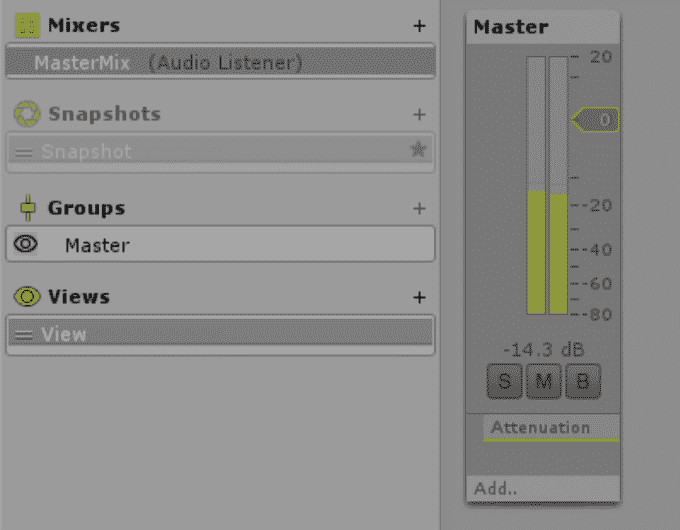 Mixers +
MasterMix (Audio Listener)
Snapshots +
Snapshot
Groups +
Master
Views +
View
Master
20
0
-20
-40
-60
-80
-14.3 dB
S M B
Attenuation
Add..